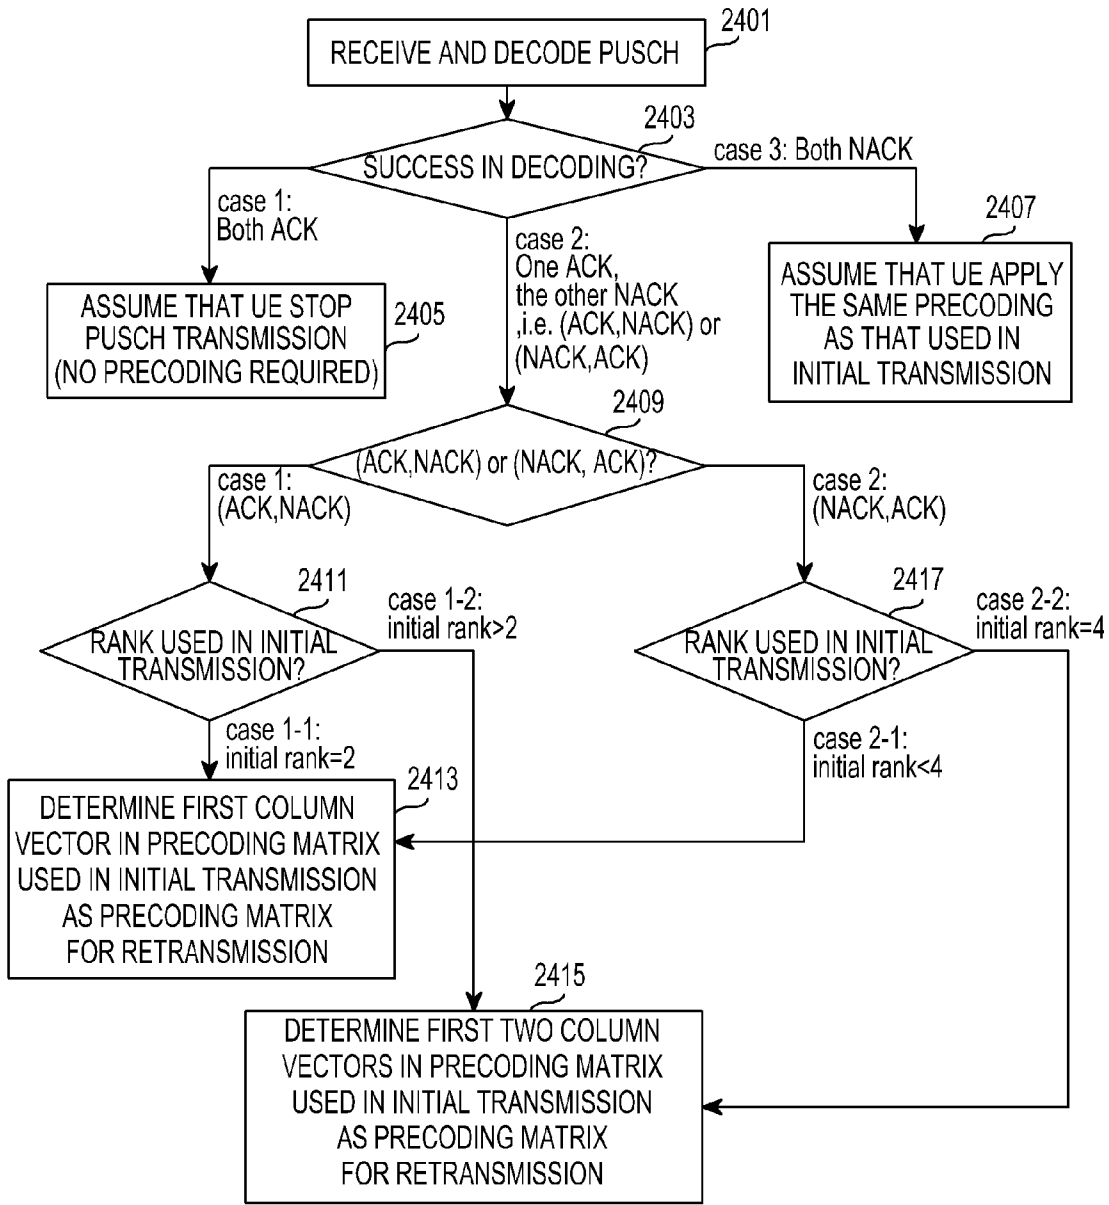 2401
RECEIVE AND DECODE PUSCH
2403
SUCCESS IN DECODING?
case 3: Both NACK
case 1:
Both ACK
2407
ASSUME THAT UE APPLY
THE SAME PRECODING
AS THAT USED IN
INITIAL TRANSMISSION
case 2:
One ACK,
the other NACK
,i.e. (ACK,NACK) or
(NACK,ACK)
2405
ASSUME THAT UE STOP
PUSCH TRANSMISSION
(NO PRECODING REQUIRED)
2409
(ACK,NACK) or (NACK, ACK)?
case 1:
(ACK,NACK)
case 2:
(NACK,ACK)
2411
RANK USED IN INITIAL
TRANSMISSION?
case 1-2:
initial rank>2
2417
RANK USED IN INITIAL
TRANSMISSION?
case 2-2:
initial rank=4
case 1-1:
initial rank=2
case 2-1:
initial rank<4
2413
DETERMINE FIRST COLUMN
VECTOR IN PRECODING MATRIX
USED IN INITIAL TRANSMISSION
AS PRECODING MATRIX
FOR RETRANSMISSION
2415
DETERMINE FIRST TWO COLUMN
VECTORS IN PRECODING MATRIX
USED IN INITIAL TRANSMISSION
AS PRECODING MATRIX
FOR RETRANSMISSION